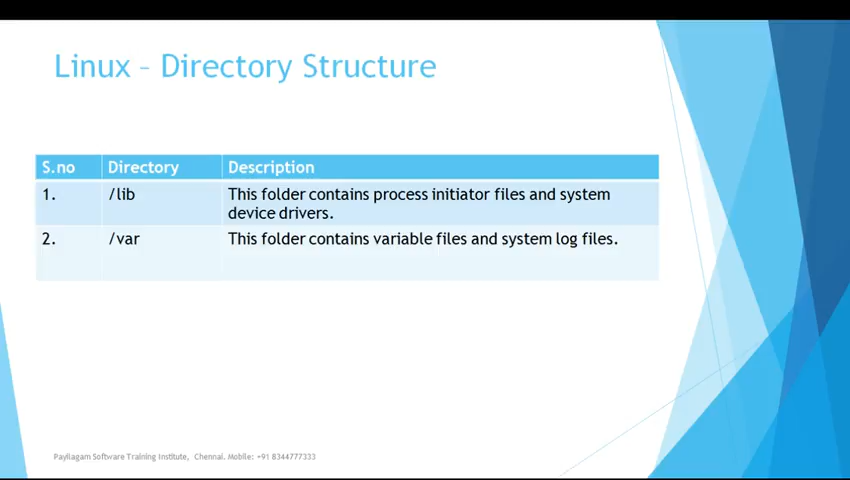 Linux – Directory Structure
S.no Directory Description
1. /lib This folder contains process initiator files and system
device drivers.
2. /var This folder contains variable files and system log files.
Payilagam Software Training Institute, Chennai. Mobile: +91 8344777333